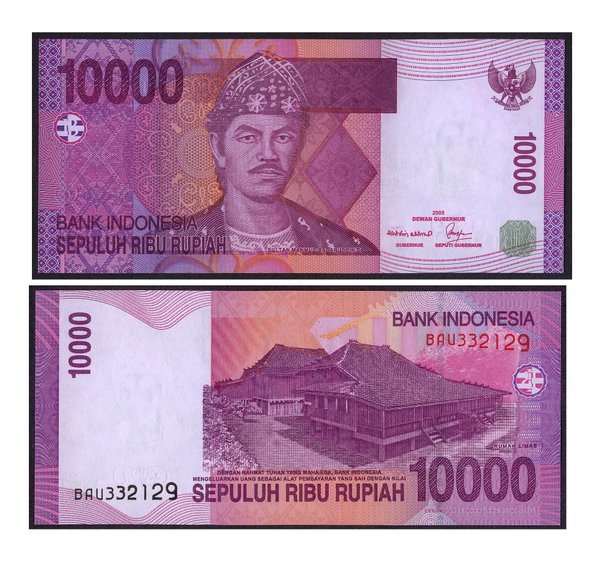 10000
10000
2005
DEWAN GUBERNUR
GUBERNUR DEPUTI GUBERNUR
BANK INDONESIA
SEPULUH RIBU RUPIAH
10000
BANK INDONESIA
BAU332129
RUMAH LIMAS
DENGAN RAHMAT TUHAN YANG MAHA ESA, BANK INDONESIA
MENGELUARKAN UANG SEBAGAI ALAT PEMBAYARAN YANG SAH DENGAN NILAI
BAU332129
SEPULUH RIBU RUPIAH 10000